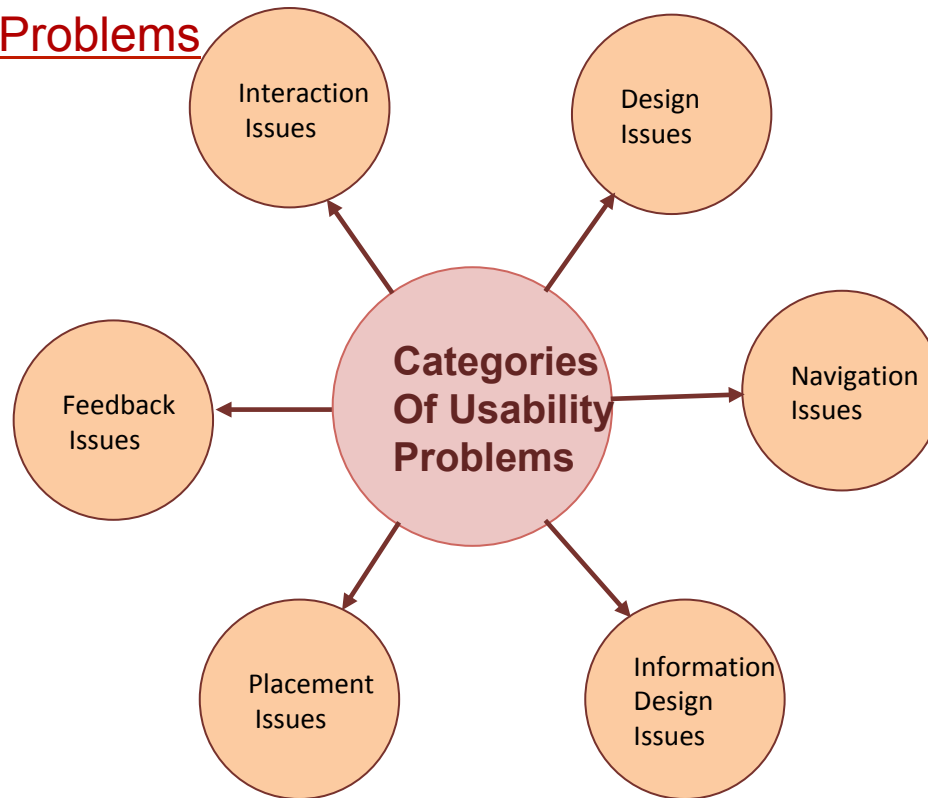 Problems
Interaction
Issues
Design
Issues
Categories
Of Usability
Problems
Navigation
Issues
Feedback
Issues
Placement
Issues
Information
Design
Issues